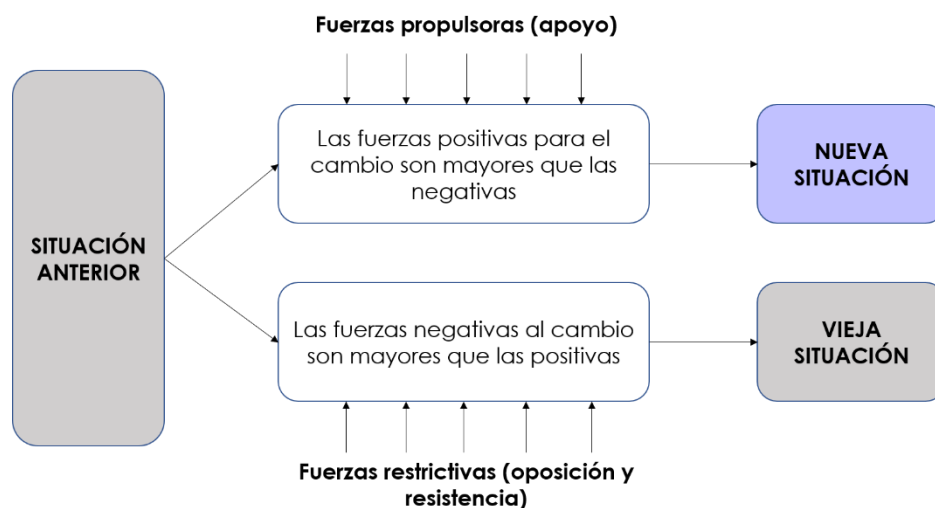 Fuerzas propulsoras (apoyo)
Las fuerzas positivas para el
cambio son mayores que las
negativas
NUEVA
SITUACIÓN
SITUACIÓN
ANTERIOR
Las fuerzas negativas al cambio
son mayores que las positivas
VIEJA
SITUACIÓN
Fuerzas restrictivas (oposición y
resistencia)